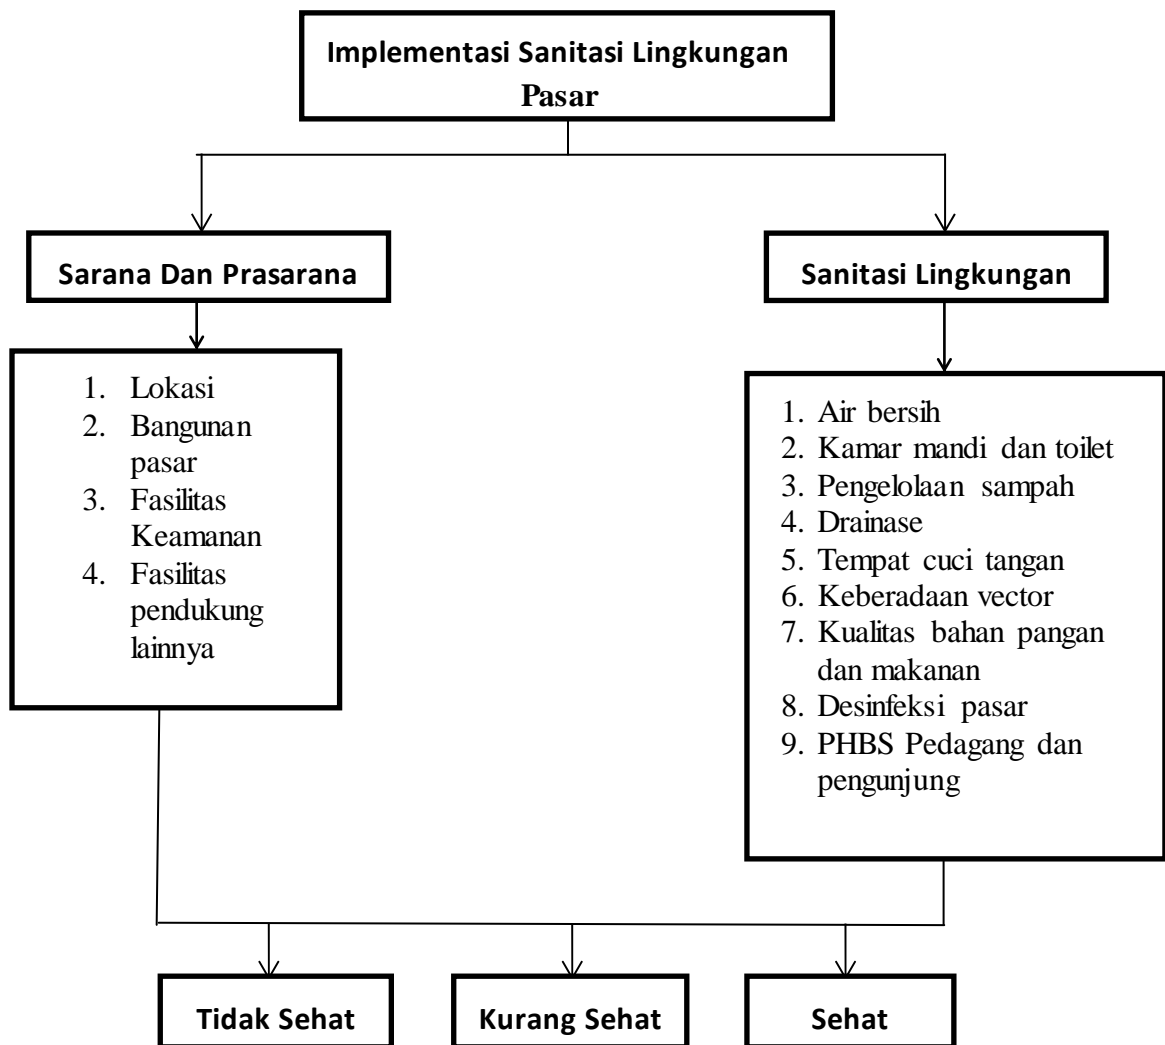 Implementasi Sanitasi Lingkungan
Pasar
Sarana Dan Prasarana
Sanitasi Lingkungan
1. Lokasi
2. Bangunan
pasar
3. Fasilitas
Keamanan
4. Fasilitas
pendukung
lainnya
1. Air bersih
2. Kamar mandi dan toilet
3. Pengelolaan sampah
4. Drainase
5. Tempat cuci tangan
6. Keberadaan vector
7. Kualitas bahan pangan
dan makanan
8. Desinfeksi pasar
9. PHBS Pedagang dan
pengunjung
Tidak Sehat
Kurang Sehat
Sehat